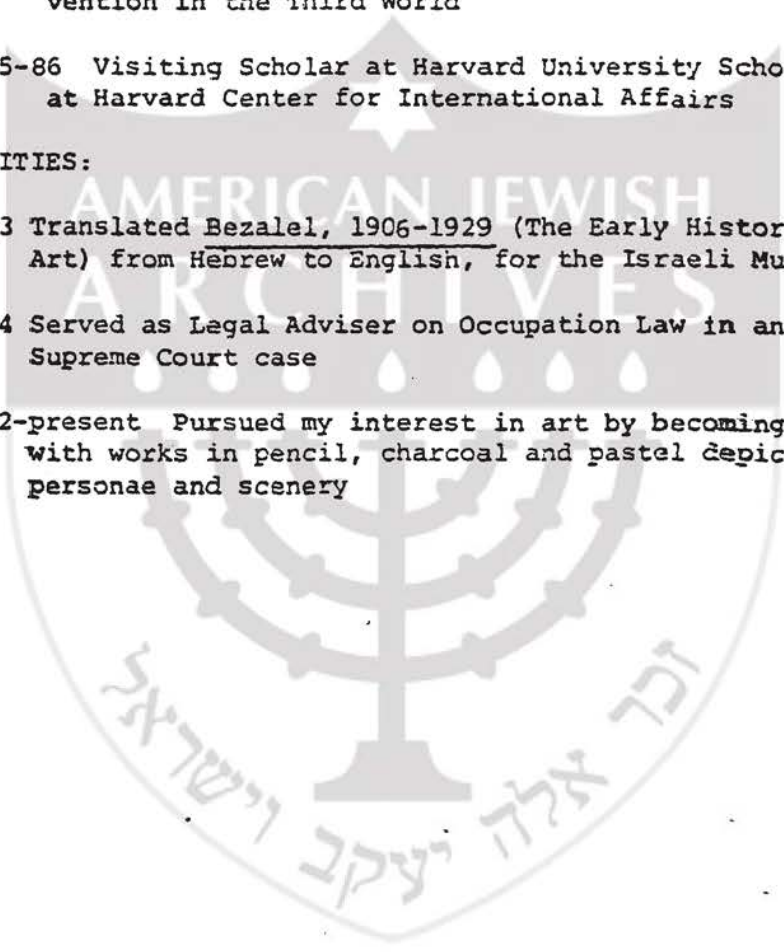 vention in the Third World
5-86 Visiting Scholar at Harvard University Scho
at Harvard Center for International Affairs
ITIES:
3 Translated Bezalel, 1906-1929 (The Early Histor
Art) from Hebrew to English, for the Israeli Mu
4 Served as Legal Adviser on Occupation Law in an
Supreme Court case
2-present Pursued my interest in art by becoming
with works in pencil, charcoal and pastel depic
personae and scenery
AMERICAN JEWISH
ARCHIVES
זכר אלה יעקב וישראל